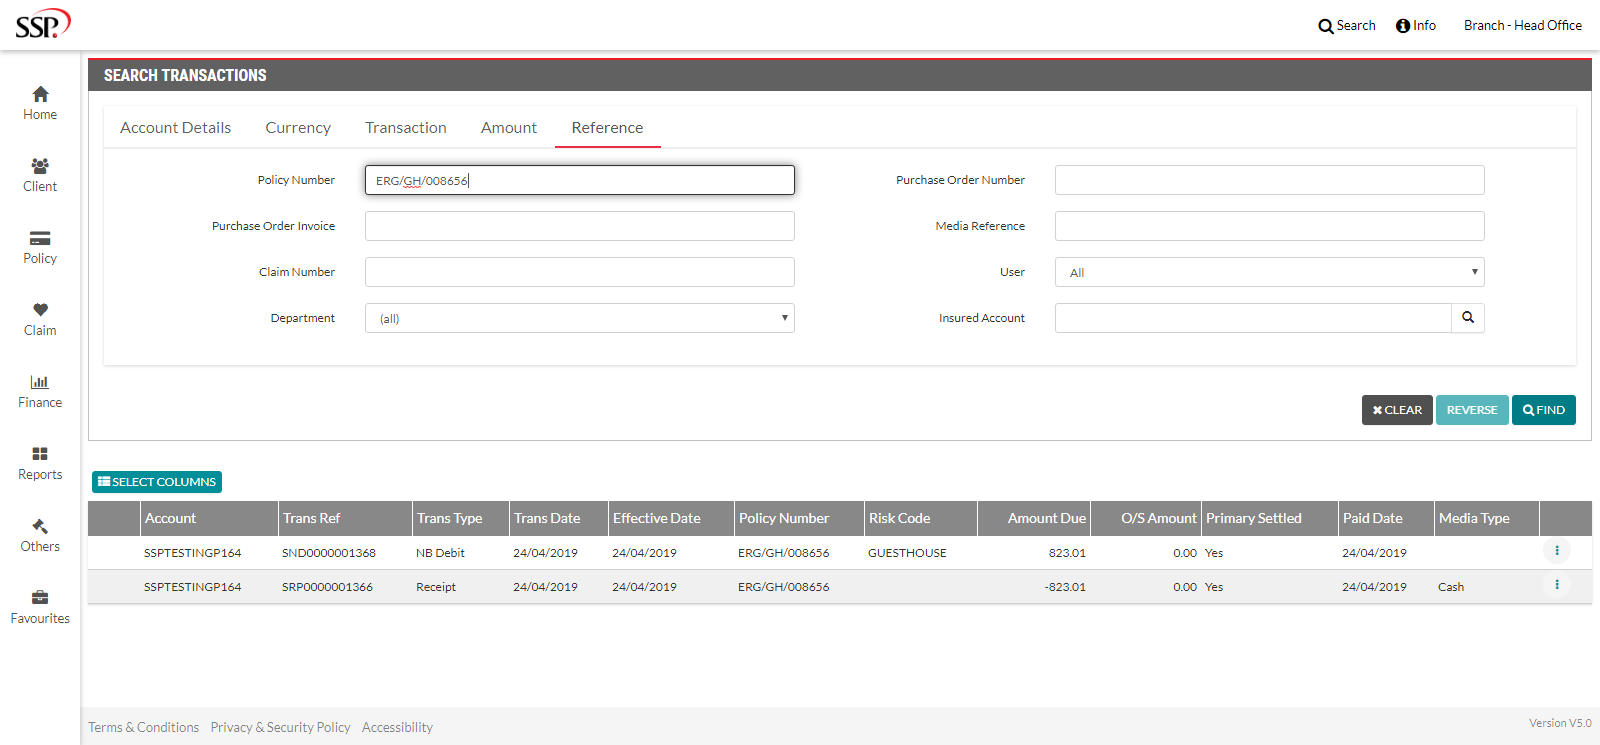 SSP
Search Info Branch - Head Office
SEARCH TRANSACTIONS
Home
Client
Policy
Claim
Finance
Reports
Others
Favourites
Account Details Currency Transaction Amount Reference
Policy Number ERG/GH/008656 Purchase Order Number
Purchase Order Invoice Media Reference
Claim Number User All
Department (all) Insured Account
CLEAR REVERSE FIND
SELECT COLUMNS
Account Trans Ref Trans Type Trans Date Effective Date Policy Number Risk Code Amount Due O/S Amount Primary Settled Paid Date Media Type
SSPTESTINGP164 SND0000001368 NB Debit 24/04/2019 24/04/2019 ERG/GH/008656 GUESTHOUSE 823.01 0.00 Yes 24/04/2019
SSPTESTINGP164 SRP0000001366 Receipt 24/04/2019 24/04/2019 ERG/GH/008656 -823.01 0.00 Yes 24/04/2019 Cash
Terms & Conditions Privacy & Security Policy Accessibility Version V5.0